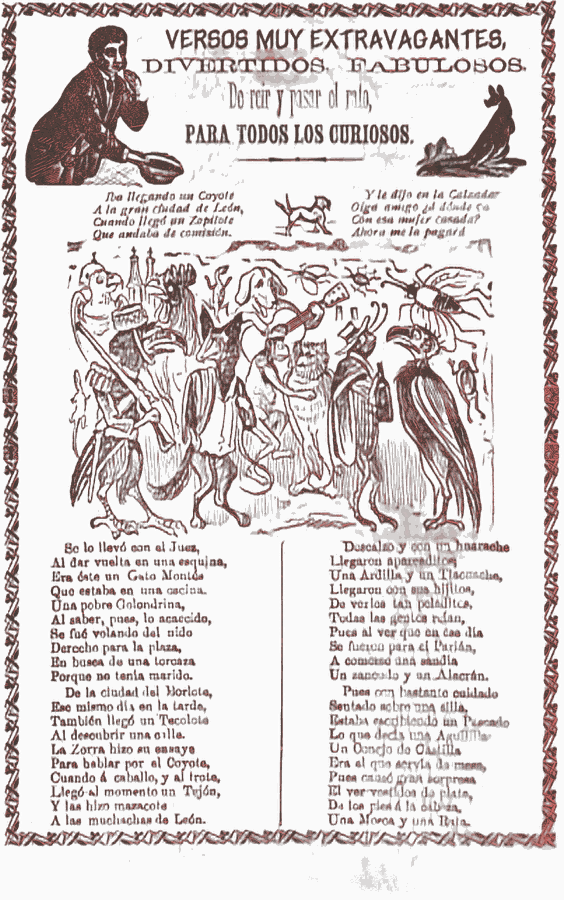 VERSOS MUY EXTRAVAGANTES,
DIVERTIDOS, FABULOSOS,
De reir y pasar el rato,
PARA TODOS LOS CURIOSOS.
Iba llegando un Coyote
A la gran ciudad de León,
Cuando llegó un Zopilote
Que andaba de comisión.
Y le dijo en la Calzada:
Oiga amigo ¿á dónde va
Con esa mujer casada?
Ahora me la pagará
Se lo llevó con el Juez,
Al dar vuelta en una esquina,
Era éste un Gato Montés
Que estaba en una cocina.
Una pobre Golondrina,
Al saber, pues, lo acaecido,
Se fué volando del nido
Derecho para la plaza,
En busca de una torcaza
Porque no tenía marido.
De la ciudad del Morlote,
Ese mismo día en la tarde,
También llegó un Tecolote
Al descubrir una
La Zorra hizo su ensaye
Para hablar por el Coyote,
Cuando á caballo, y al trote,
Llegó al momento un Tejón,
Y las hizo mazacote
A las muchachas de León.
Descalzo y con un huarache
Llegaron apareaditos,
Una Ardilla y un Tlacuache,
Llegaron con sus hijitos,
De verlos tan peladitos,
Todas las gentes reían,
Pues al ver que en ese día
Se fueron para el Parián,
A comerse una sandía
Un zancudo y un Alacrán.
Pues con bastante cuidado
Sentado sobre una silla,
Estaba escribiendo un Pescado
Lo que decía una Aguililla
Un Conejo de Castilla
Era el que servía de mesa,
Pues causó gran sorpresa
El ver vestidos de plata,
De los pies á la cabeza,
Una Mosca y una Rata.